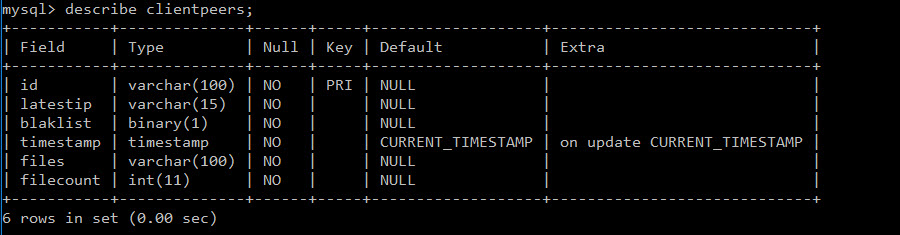 mysql> describe clientpeers;
+-----------+--------------+------+-----+-------------------+-----------------------------+
| Field     | Type         | Null | Key | Default           | Extra                       |
+-----------+--------------+------+-----+-------------------+-----------------------------+
| id        | varchar(100) | NO   | PRI | NULL              |                             |
| latestip  | varchar(15)  | NO   |     | NULL              |                             |
| blaklist  | binary(1)    | NO   |     | NULL              |                             |
| timestamp | timestamp    | NO   |     | CURRENT_TIMESTAMP | on update CURRENT_TIMESTAMP |
| files     | varchar(100) | NO   |     | NULL              |                             |
| filecount | int(11)      | NO   |     | NULL              |                             |
+-----------+--------------+------+-----+-------------------+-----------------------------+
6 rows in set (0.00 sec)